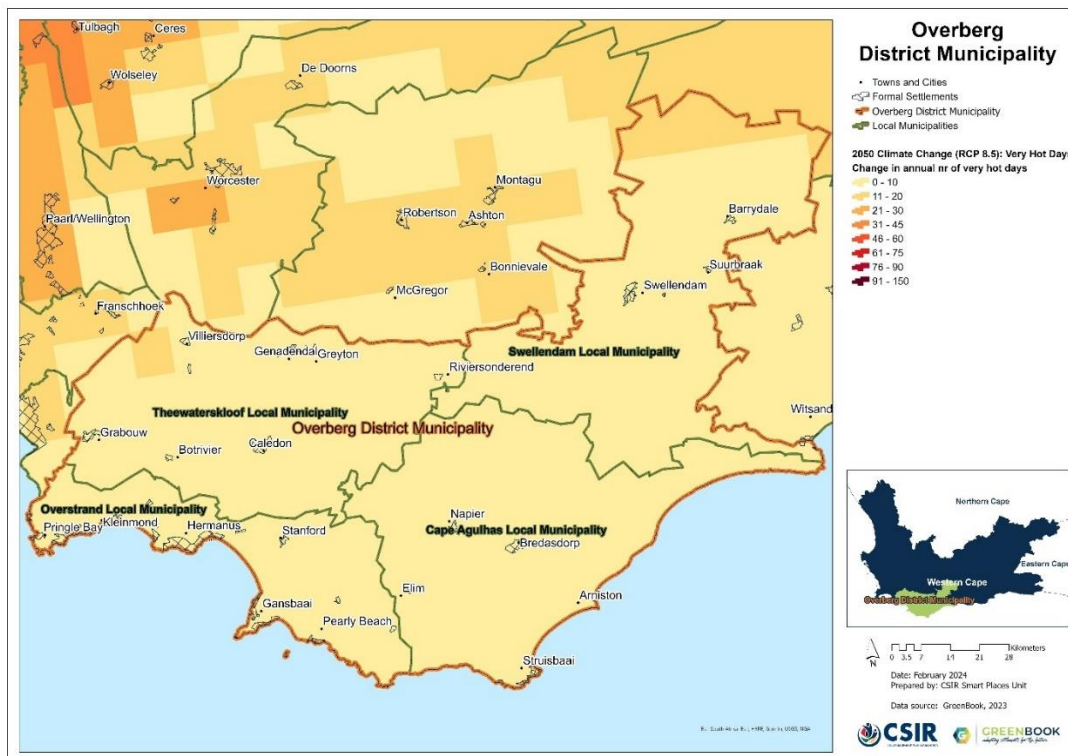 Overberg
District Municipality
Towns and Cities
Formal Settlements
Overberg District Municipality
Local Municipalities
2050 Climate Change (RCP 8.5): Very Hot Days
Change in annual nr of very hot days
0 - 10
11 - 20
21 - 30
31 - 45
46 - 60
61 - 75
76 - 90
91 - 150
Tulbagh
Ceres
Wolseley
De Doorns
Worcester
Montagu
Paarl/Wellington
Robertson
Ashton
Barrydale
Bonnievale
Suurbraak
McGregor
Swellendam
Franschhoek
Villiersdorp
Genadendal
Greyton
Swellendam Local Municipality
Riviersonderend
Witsand
Theewaterskloof Local Municipality
Overberg District Municipality
Grabouw
Botrivier
Caledon
Overstrand Local Municipality
Kleinmond
Pringle Bay
Hermanus
Stanford
Napier
Cape Agulhas Local Municipality
Bredasdorp
Elim
Arniston
Gansbaai
Pearly Beach
Struisbaai
Northern Cape
Eastern Cape
Western Cape
Overberg District Municipality
N
0 3.5 7 14 21 28
Kilometers
Date: February 2024
Prepared by: CSIR Smart Places Unit
Data source: GreenBook, 2023
CSIR
GREENBOOK